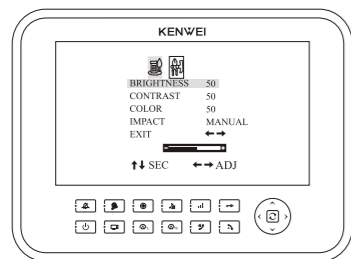 KENWEI
BRIGHTNESS 50
CONTRAST 50
COLOR 50
IMPACT MANUAL
EXIT ←→
↑↓ SEC ←→ ADJ